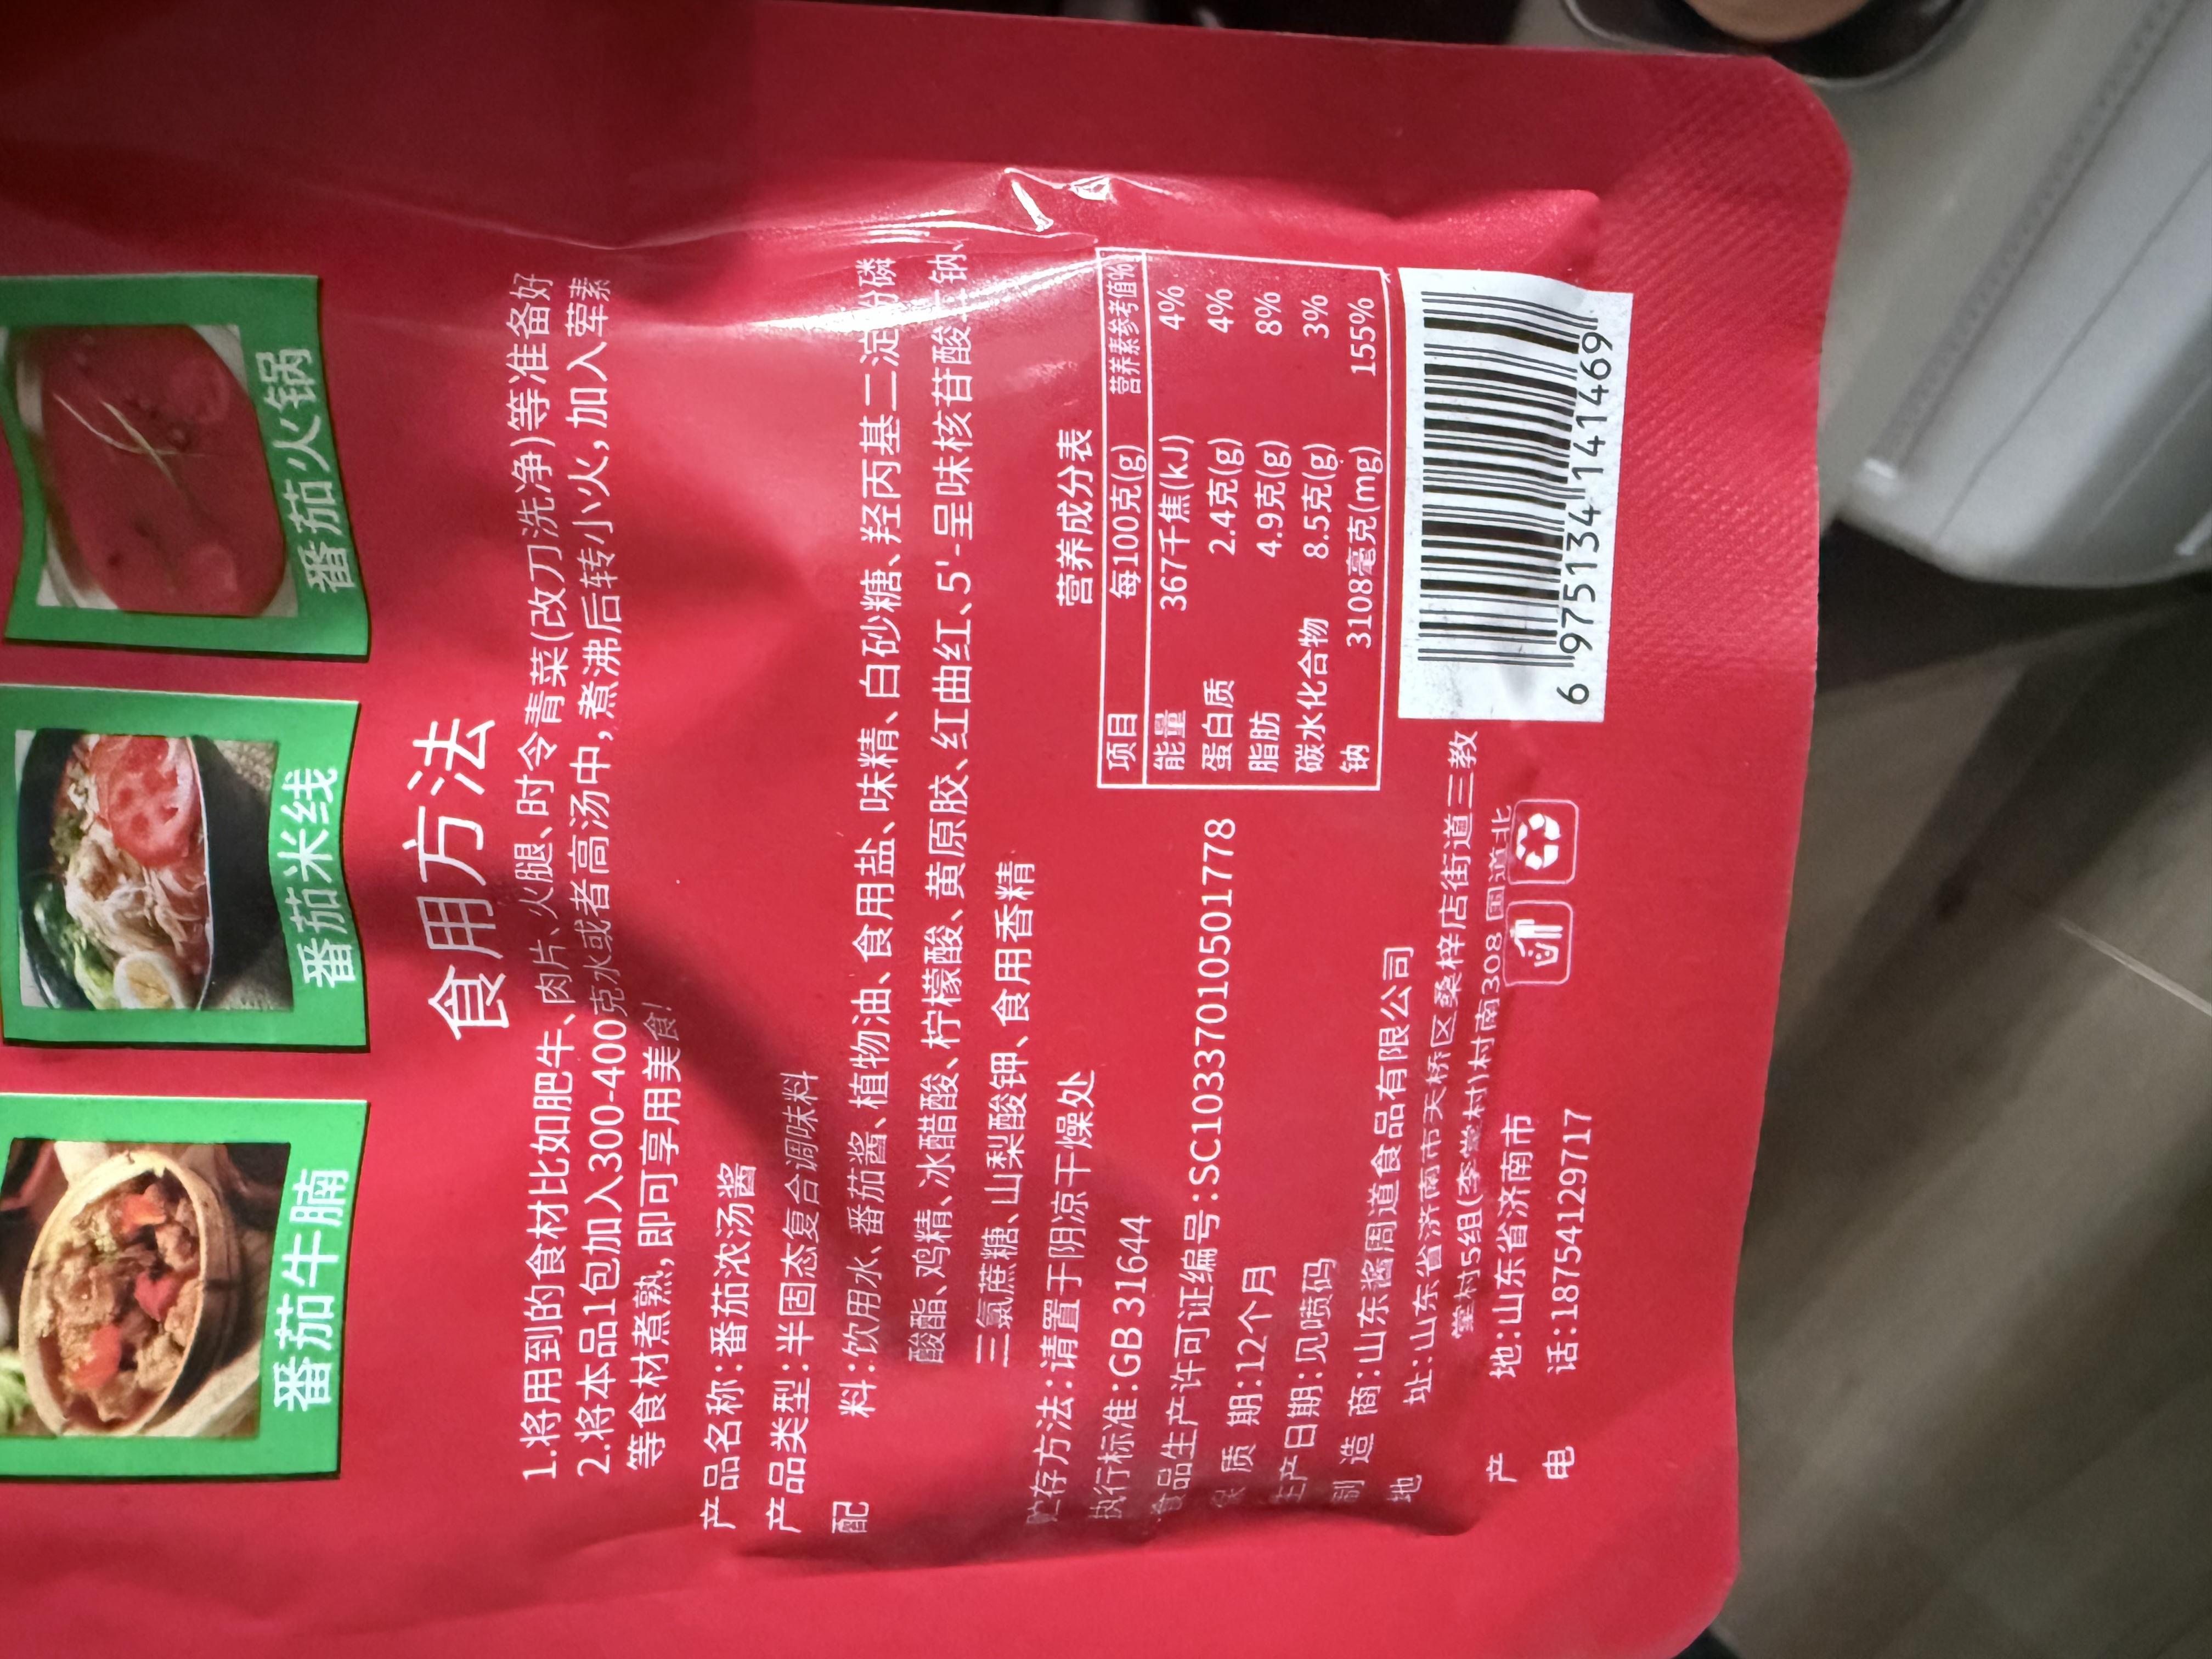 番茄牛腩
番茄米线
番茄火锅
食用方法
1.将用到的食材比如肥牛、肉片、火腿、时令青菜(改刀洗净)等准备好
2.将本品1包加入300-400克水或者高汤中,煮沸后转小火,加入荤素
等食材煮熟,即可享用美食!
产品名称:番茄浓汤酱
产品类型:半固态复合调味料
配 料:饮用水、番茄酱、植物油、食用盐、味精、白砂糖、羟丙基二淀粉磷
酸酯、鸡精、冰醋酸、柠檬酸、黄原胶、红曲红、5'-呈味核苷酸二钠、
三氯蔗糖、山梨酸钾、食用香精
贮存方法:请置于阴凉干燥处
执行标准:GB 31644
食品生产许可证编号:SC10337010501778
保 质 期:12个月
生产日期:见喷码
制 造 商:山东酱周道食品有限公司
地 址:山东省济南市天桥区桑梓店街道三教
堂村5组(李堂村)村南308 国道北
产 地:山东省济南市
电 话:18754129717
营养成分表
项目 每100克(g) 营养素参考值%
能量 367千焦(kJ) 4%
蛋白质 2.4克(g) 4%
脂肪 4.9克(g) 8%
碳水化合物 8.5克(g) 3%
钠 3108毫克(mg) 155%
6 975134 141469